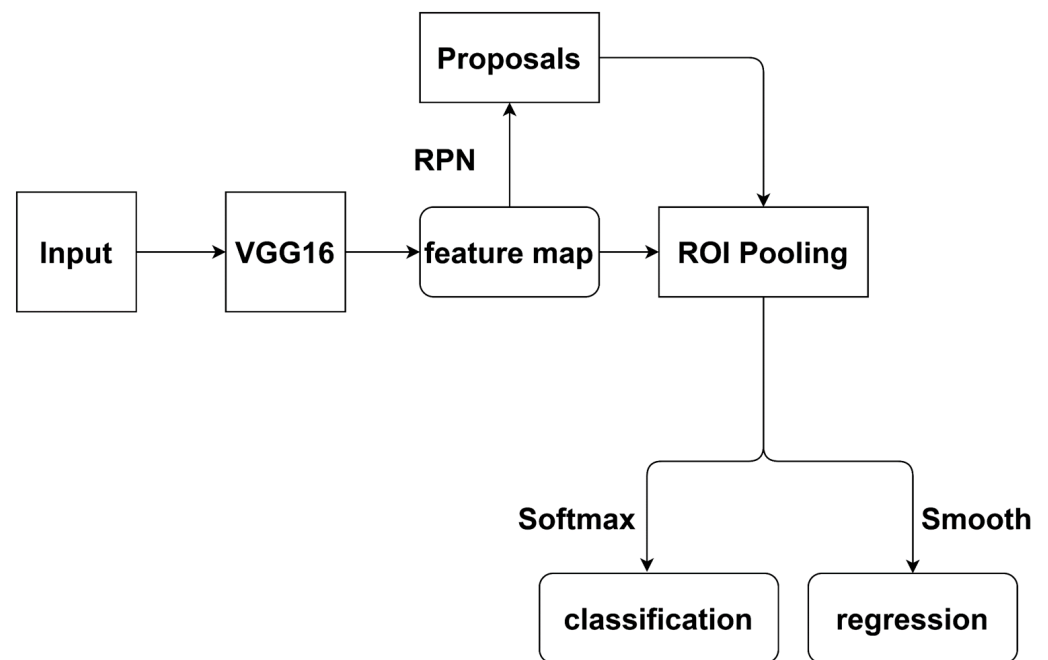 Proposals
RPN
Input
VGG16
feature map
ROI Pooling
Softmax
Smooth
classification
regression